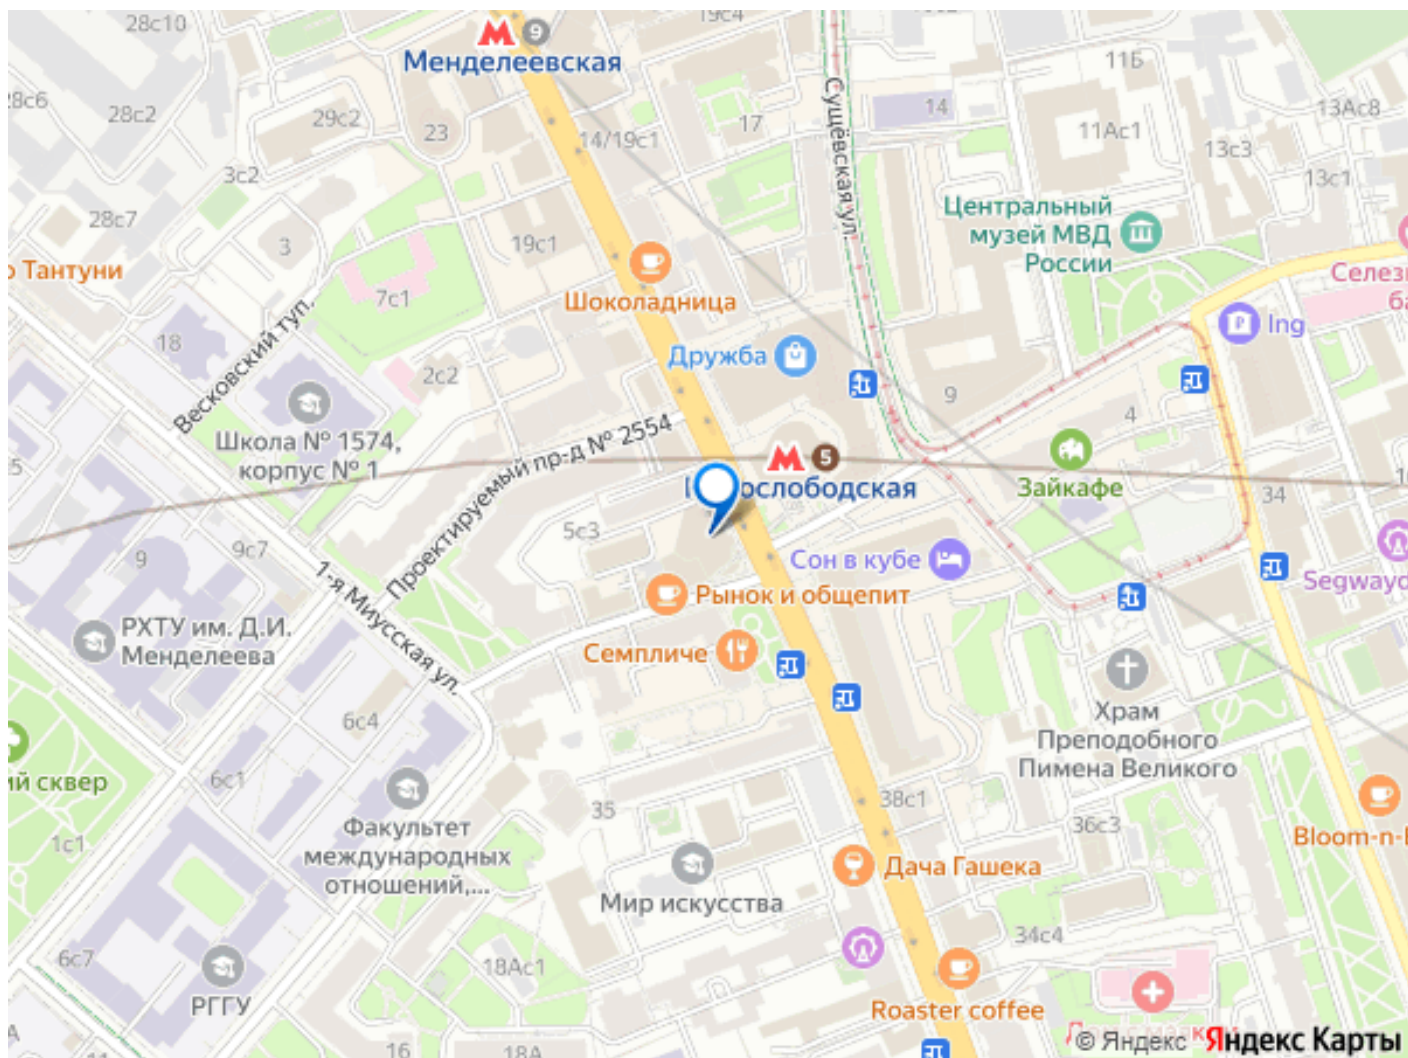 28с10
19с4
9
Менделеевская
11Б
28с6
28с2
29с2
23
14/19с1
17
Сущёвская ул.
14
13Ас8
11Ас1
13с3
13с1
3с2
28с7
3
19с1
Центральный
музей МВД
России
Тантуни
7с1
Шоколадница
Весковский туп.
18
2с2
Дружба
Ing
9
4
Школа № 1574,
корпус № 1
Проектируемый пр-д № 2554
5
ослободская
Зайкафе
34
5с3
9
9с7
Сон в кубе
Рынок и общепит
1-я Миусская ул.
РХТУ им. Д.И.
Менделеева
Семпличе
Храм
Преподобного
Пимена Великого
6с4
6с1
ий сквер
1с1
35
38с1
36с3
Bloom-n-
Факультет
международных
отношений,...
Дача Гашека
Мир искусства
34с4
6с7
18Ас1
РГГУ
Roaster coffee
16
18А
© Яндекс Яндекс Карты